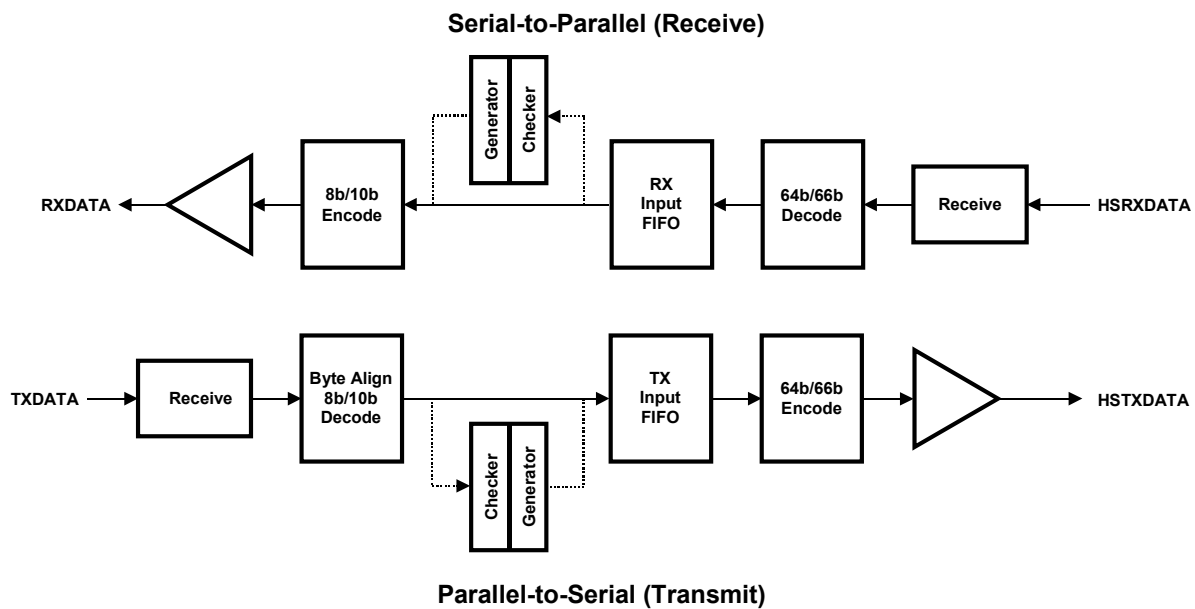 Serial-to-Parallel (Receive)
Generator
Checker
RXDATA
8b/10b
Encode
RX
Input
FIFO
64b/66b
Decode
Receive
HSRXDATA
TXDATA
Receive
Byte Align
8b/10b
Decode
Checker
Generator
TX
Input
FIFO
64b/66b
Encode
HSTXDATA
Parallel-to-Serial (Transmit)